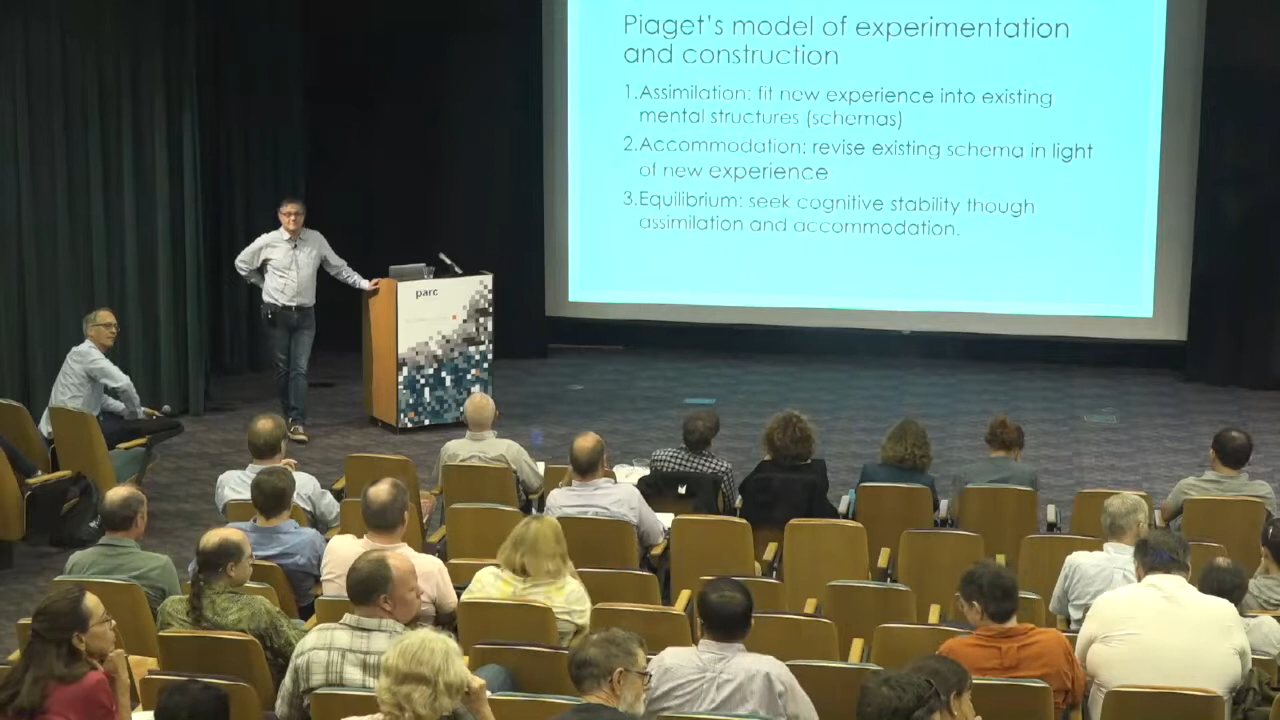 Piaget's model of experimentation
and construction
1.Assimilation: fit new experience into existing
mental structures (schemas)
2.Accommodation: revise existing schema in light
of new experience
3.Equilibrium: seek cognitive stability though
assimilation and accommodation.
parc